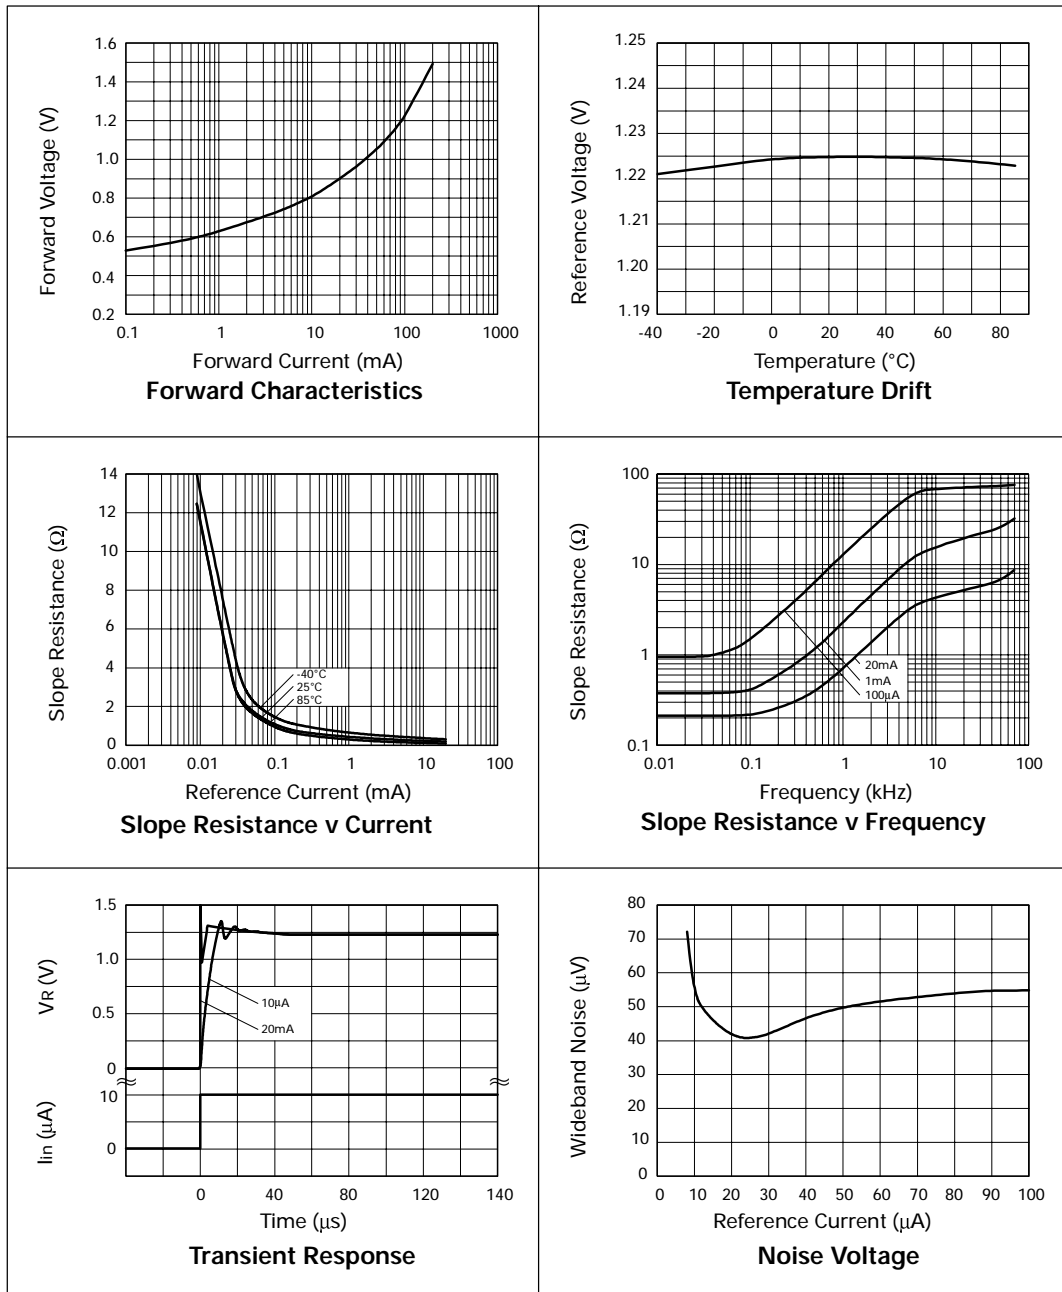 1.6
1.4
1.2
1.0
0.8
0.6
0.4
0.2
Forward Voltage (V)
0.1 1 10 100 1000
Forward Current (mA)
Forward Characteristics
1.25
1.24
1.23
1.22
1.21
1.20
1.19
Reference Voltage (V)
-40 -20 0 20 40 60 80
Temperature (°C)
Temperature Drift
14
12
10
8
6
4
2
0
Slope Resistance (Ω)
-40°C
25°C
85°C
0.001 0.01 0.1 1 10 100
Reference Current (mA)
Slope Resistance v Current
100
10
1
0.1
Slope Resistance (Ω)
20mA
1mA
100µA
0.01 0.1 1 10 100
Frequency (kHz)
Slope Resistance v Frequency
1.5
1.0
0.5
0
VR (V)
10µA
20mA
10
0
Iin (µA)
0 40 80 120 140
Time (µs)
Transient Response
80
70
60
50
40
30
20
10
0
Wideband Noise (µV)
0 10 20 30 40 50 60 70 80 90 100
Reference Current (µA)
Noise Voltage